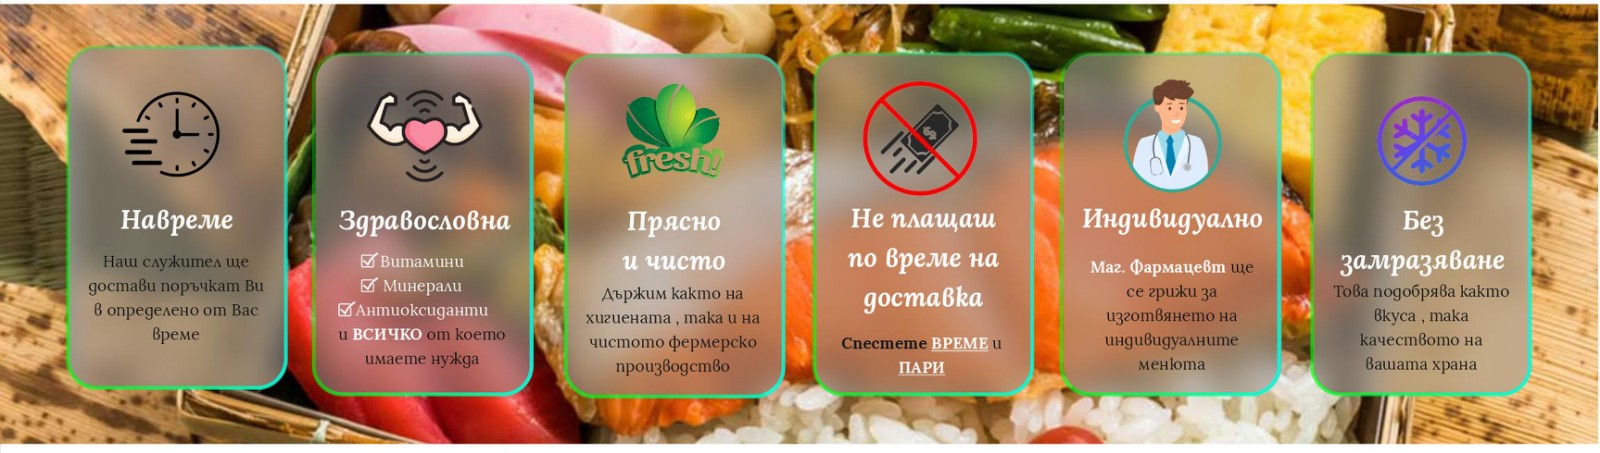 Навреме
Наш служител ще
достави поръчкат Ви
в определено от Вас
време
Здравословна
Витамини
Минерали
Антиоксиданти
и ВСИЧКО от което
имаете нужда
fresh!
Прясно
и чисто
Държим както на
хигиената , така и на
чистото фермерско
производство
Не плащаш
по време на
доставка
Спестете ВРЕМЕ и
ПАРИ
Индивидуално
Маг. Фармацевт ще
се грижи за
изготвянето на
индивидуалните
менюта
Без
замразяване
Това подобрява както
вкуса , така
качеството на
вашата храна